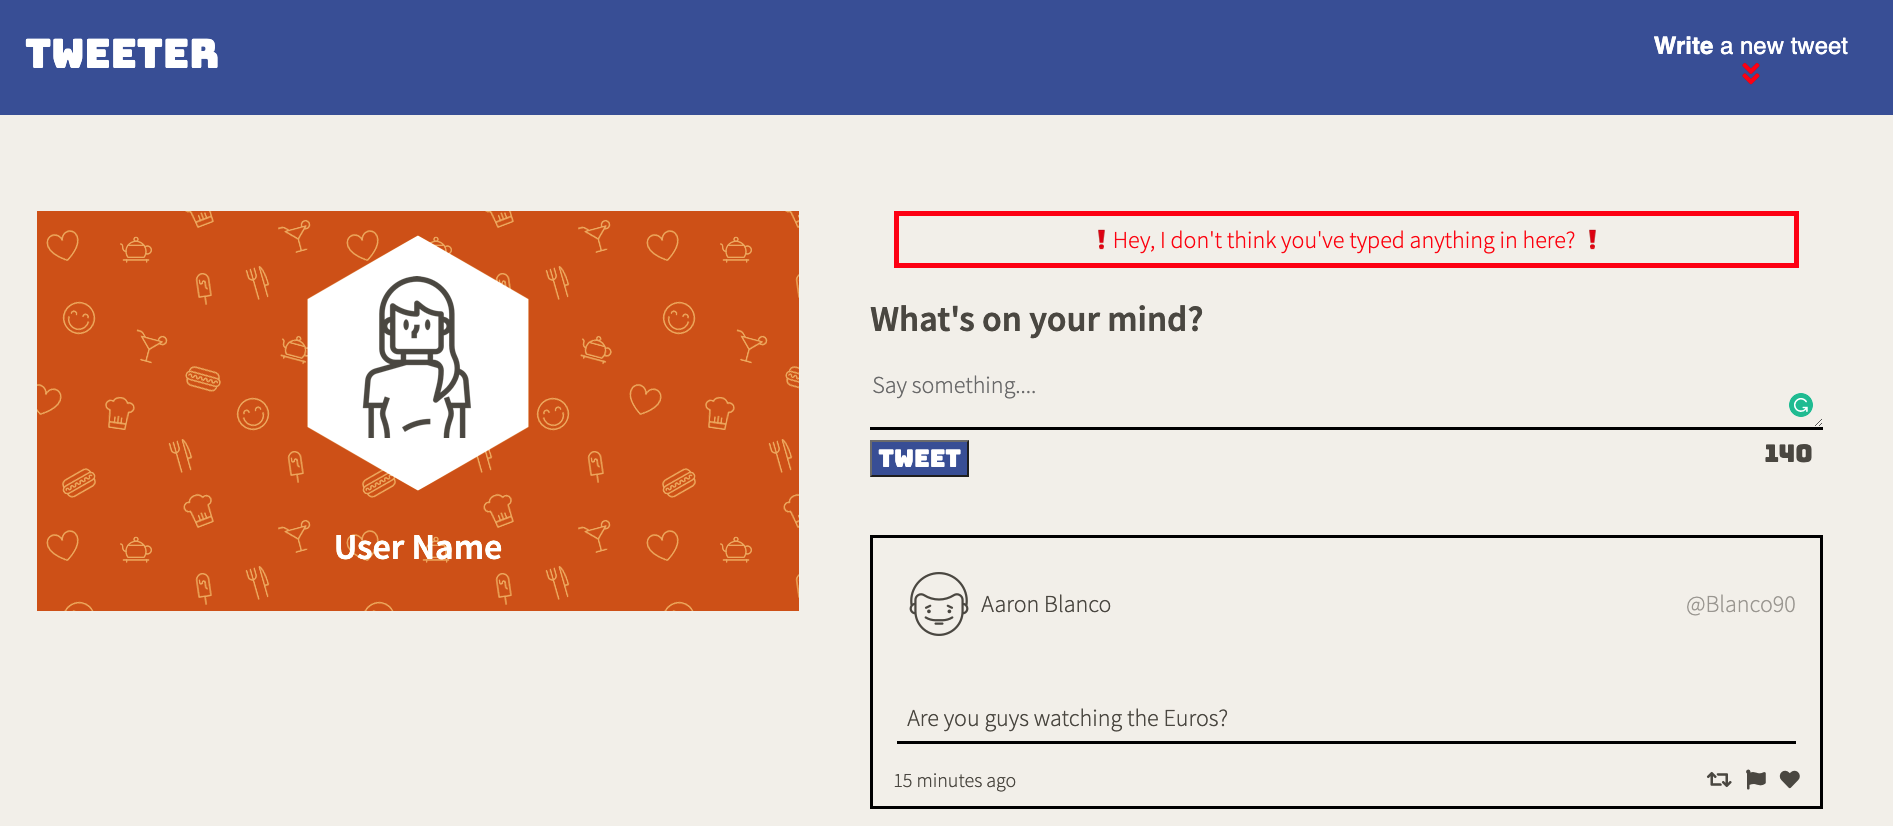 TWEETER
Write a new tweet
User Name
❗Hey, I don't think you've typed anything in here? ❗
What's on your mind?
Say something....
TWEET
140
Aaron Blanco
@Blanco90
Are you guys watching the Euros?
15 minutes ago